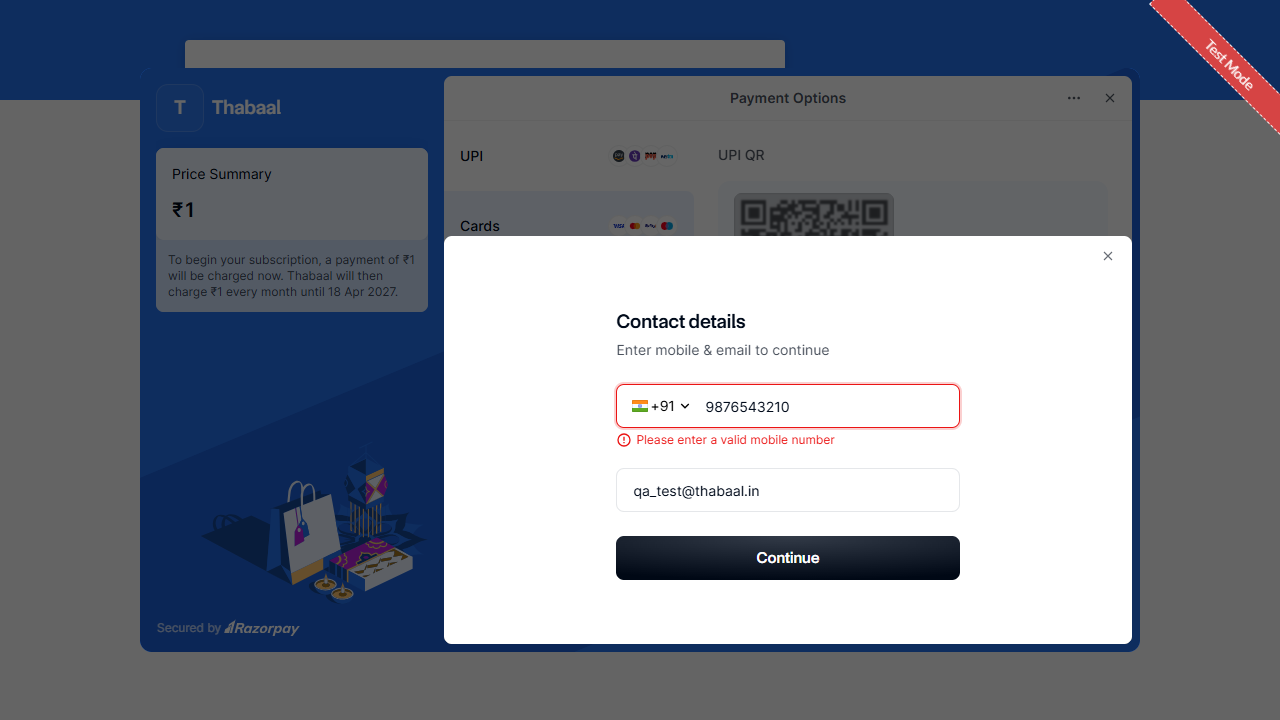 Test Mode
T
Thabaal
Payment Options
Price Summary
₹1
To begin your subscription, a payment of ₹1
will be charged now. Thabaal will then
charge ₹1 every month until 18 Apr 2027.
UPI
UPI QR
Cards
VISA
Contact details
Enter mobile & email to continue
+91
9876543210
Please enter a valid mobile number
qa_test@thabaal.in
Continue
Secured by Razorpay